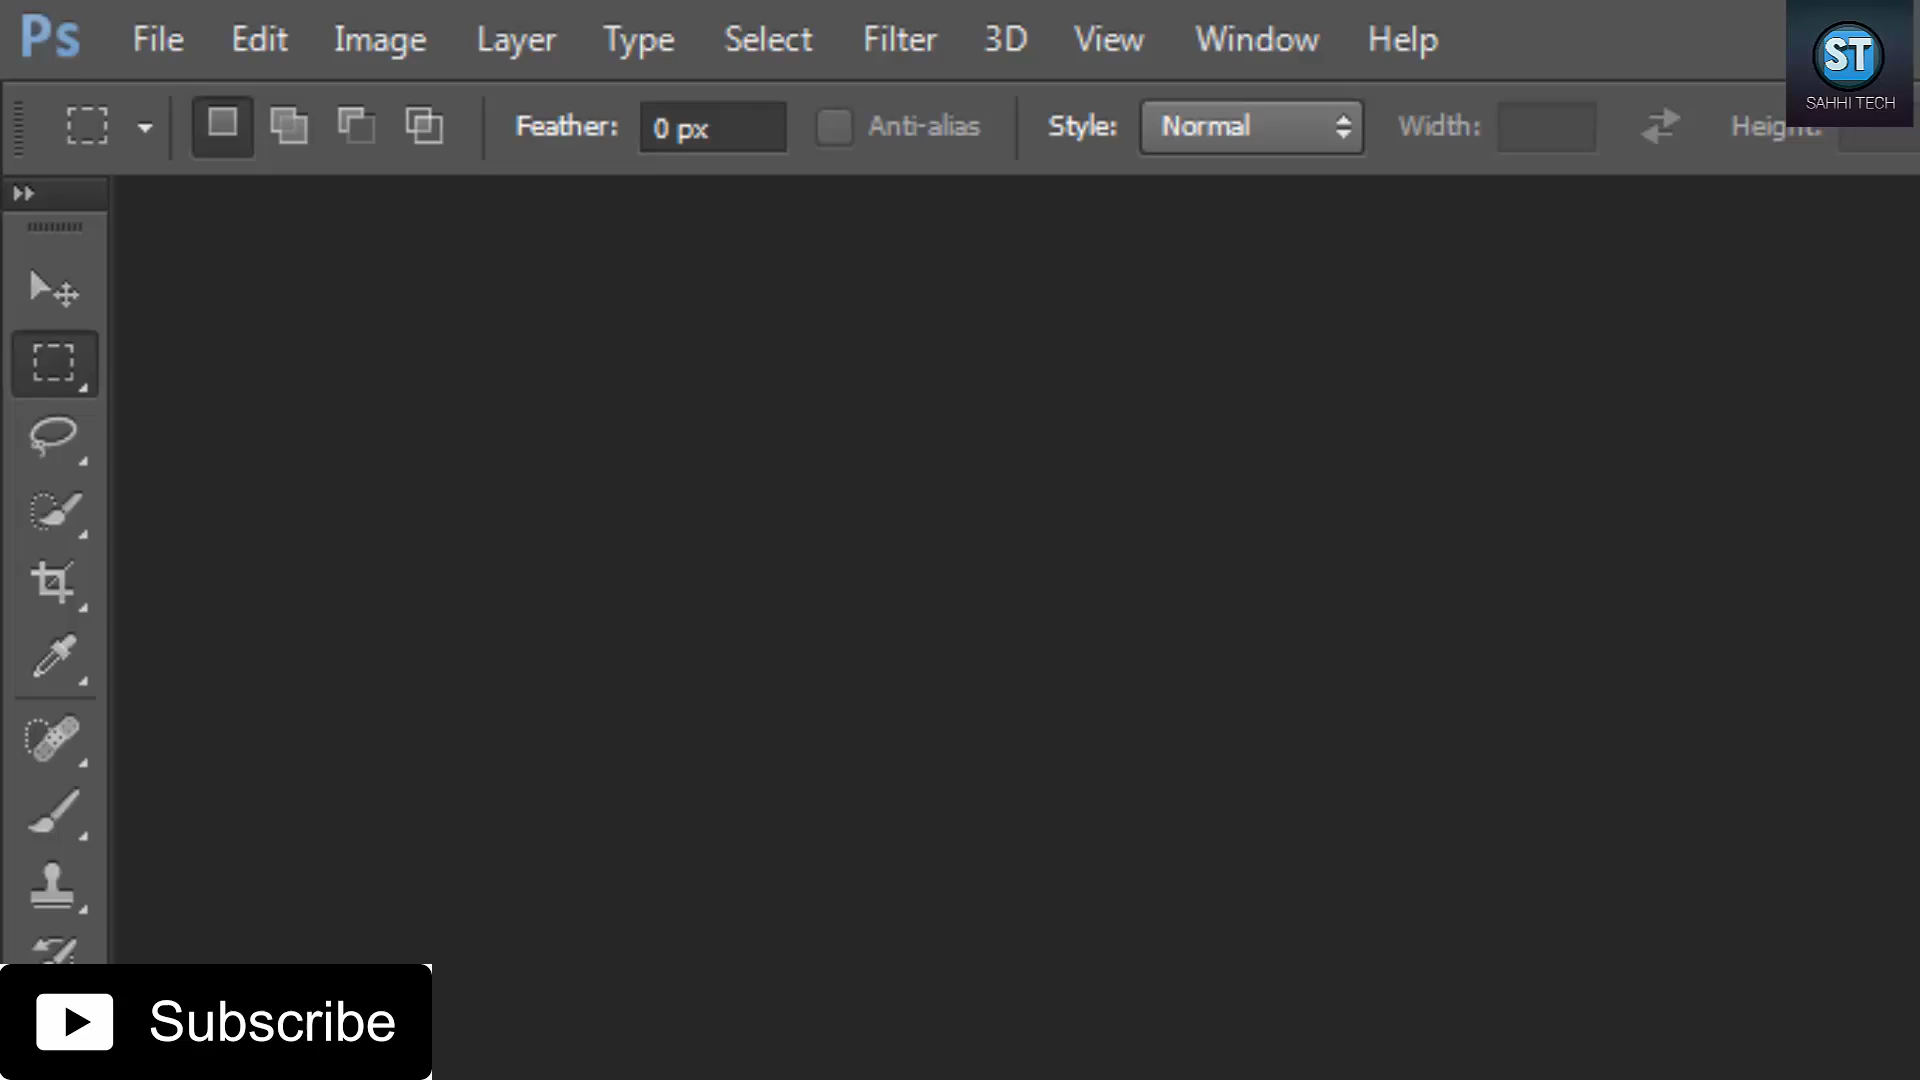 Ps File Edit Image Layer Type Select Filter 3D View Window Help
ST
SAHHI TECH
Feather: 0 px Anti-alias Style: Normal Width: Height:
Subscribe